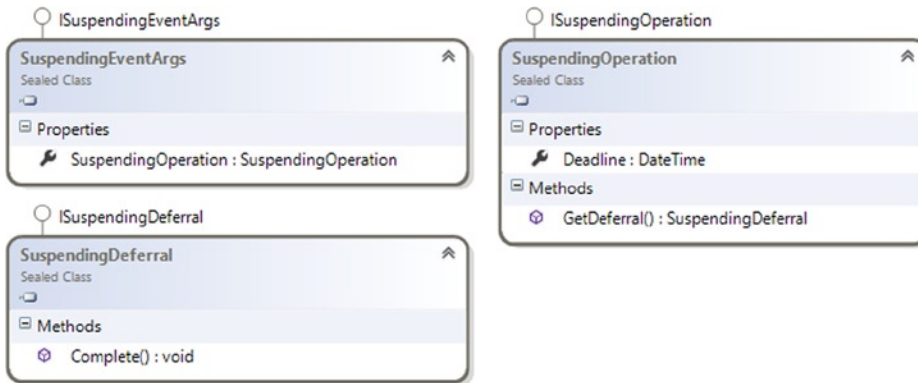 ISuspendingEventArgs
SuspendingEventArgs
Sealed Class
Properties
SuspendingOperation : SuspendingOperation
ISuspendingDeferral
SuspendingDeferral
Sealed Class
Methods
Complete() : void
ISuspendingOperation
SuspendingOperation
Sealed Class
Properties
Deadline : DateTime
Methods
GetDeferral() : SuspendingDeferral